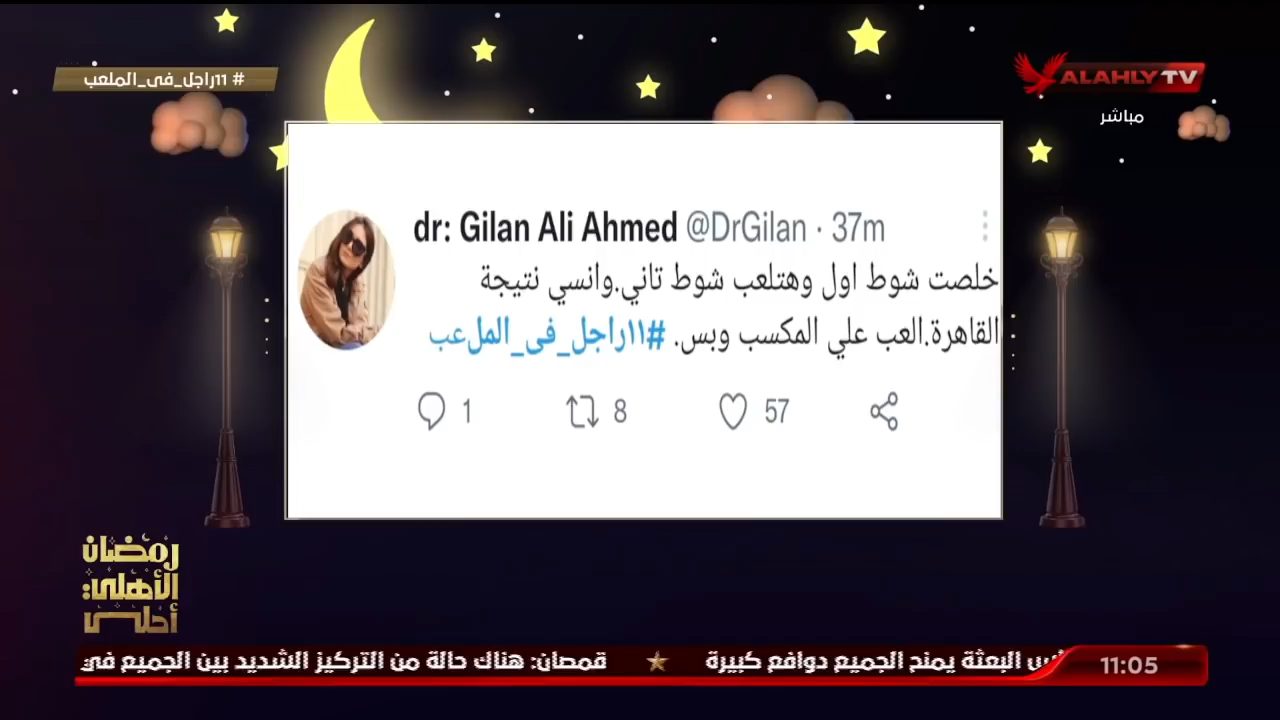 # 11راجل_فى_الملعب
ALAHLY TV
مباشر
dr: Gilan Ali Ahmed @DrGilan · 37m
خلصت شوط اول وهتلعب شوط تاني.وانسي نتيجة
القاهرة.العب علي المكسب وبس. #١١راجل_فى_الملعب
1 8 57
رمضان
الأهلي:
أحلى
البعثة يمنح الجميع دوافع كبيرة ★ قمصان: هناك حالة من التركيز الشديد بين الجميع في
11:05